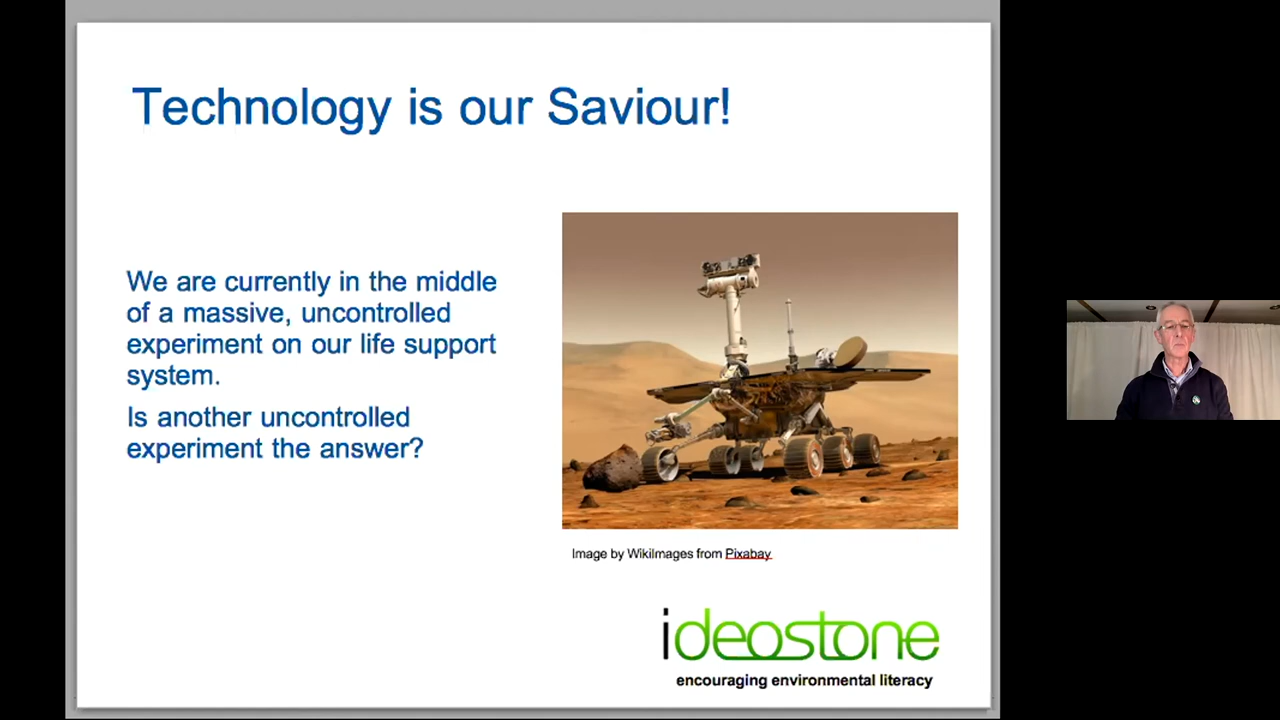 Technology is our Saviour!
We are currently in the middle
of a massive, uncontrolled
experiment on our life support
system.
Is another uncontrolled
experiment the answer?
Image by WikiImages from Pixabay
ideostone
encouraging environmental literacy